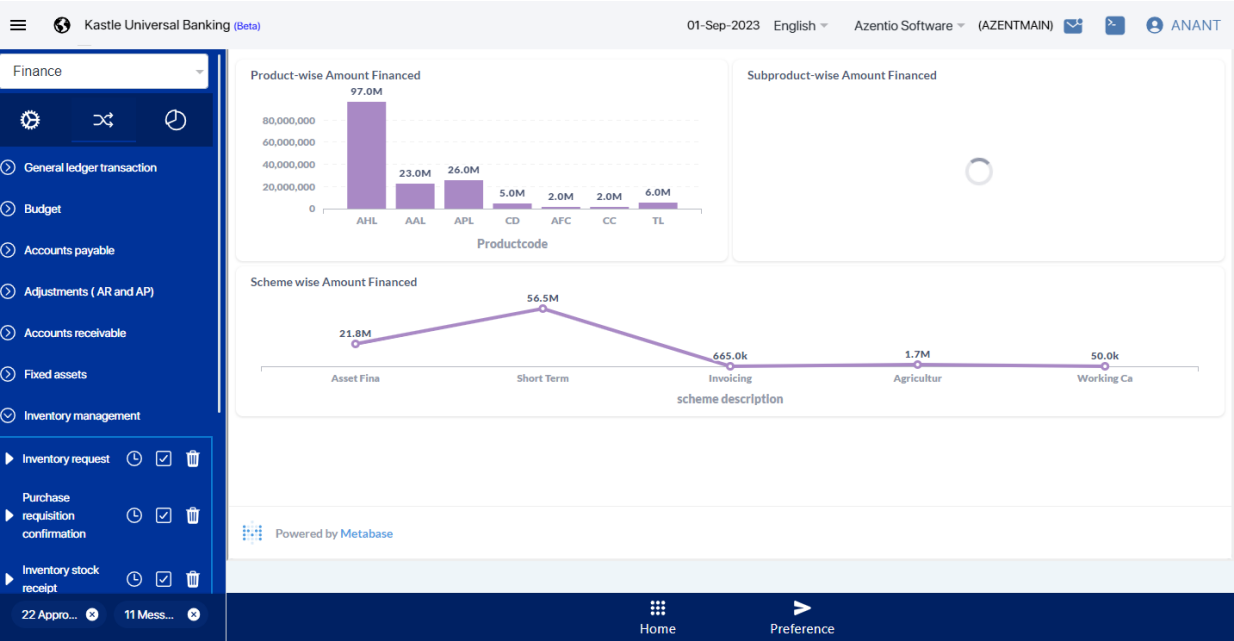 Kastle Universal Banking (Beta)
01-Sep-2023 English Azentio Software (AZENTMAIN) ANANT
Finance
General ledger transaction
Budget
Accounts payable
Adjustments ( AR and AP)
Accounts receivable
Fixed assets
Inventory management
Inventory request
Purchase
requisition
confirmation
Inventory stock
receipt
22 Appro... 11 Mess...
Product-wise Amount Financed
97.0M
80,000,000
60,000,000
40,000,000
20,000,000
0
23.0M 26.0M 5.0M 2.0M 2.0M 6.0M
AHL AAL APL CD AFC CC TL
Productcode
Subproduct-wise Amount Financed
Scheme wise Amount Financed
21.8M 56.5M 665.0k 1.7M 50.0k
Asset Fina Short Term Invoicing Agricultur Working Ca
scheme description
Powered by Metabase
Home Preference